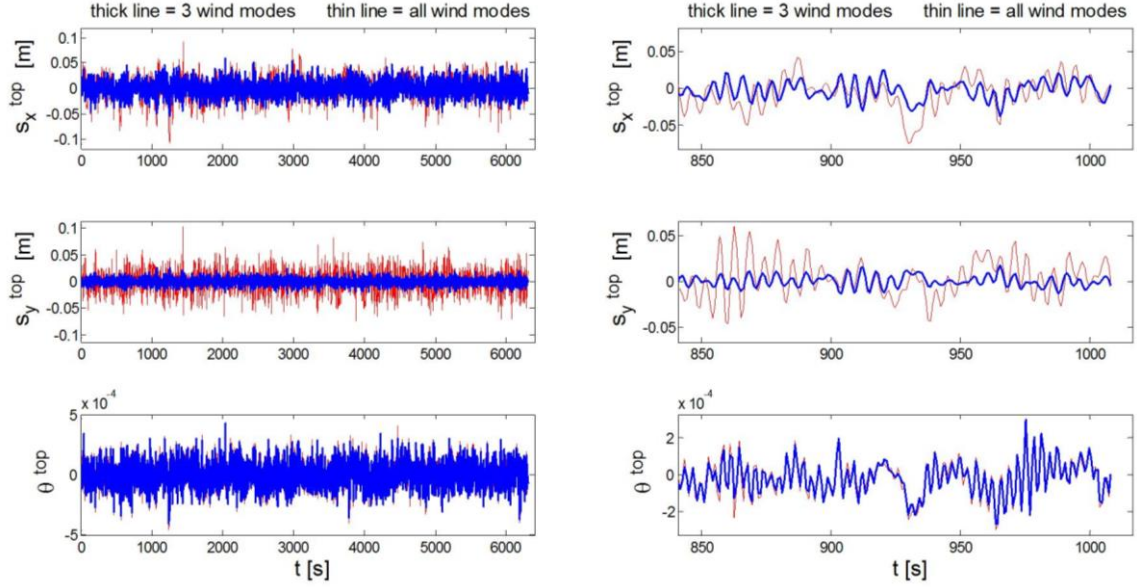 thick line = 3 wind modes thin line = all wind modes
s_x^top [m]
0.1
0.05
0
-0.05
-0.1
0 1000 2000 3000 4000 5000 6000
thick line = 3 wind modes thin line = all wind modes
s_x^top [m]
0.05
0
-0.05
850 900 950 1000
s_y^top [m]
0.1
0.05
0
-0.05
-0.1
0 1000 2000 3000 4000 5000 6000
s_y^top [m]
0.05
0
-0.05
850 900 950 1000
x 10^-4
θ^top
5
0
-5
0 1000 2000 3000 4000 5000 6000
t [s]
x 10^-4
θ^top
2
0
-2
850 900 950 1000
t [s]